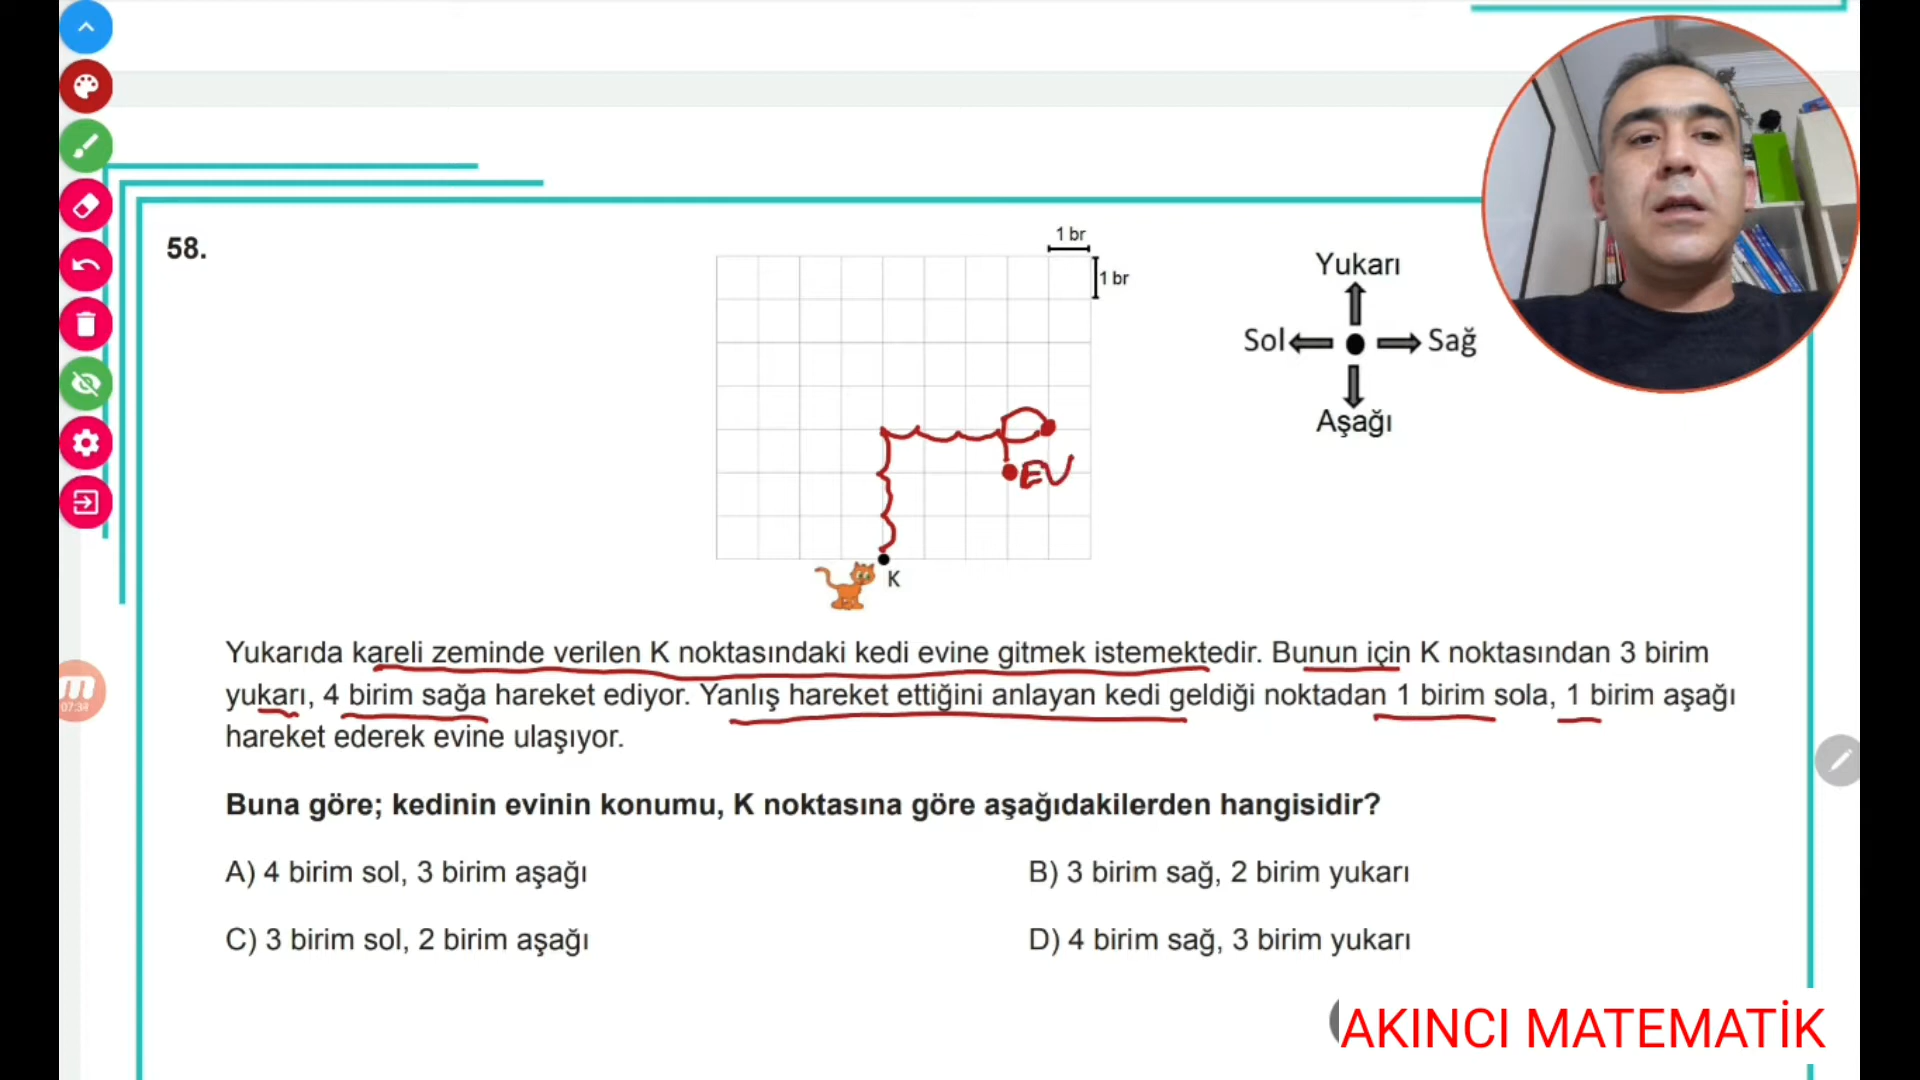 58.
1 br
1 br
Yukarı
Sol
Sağ
Aşağı
EV
K
07:34
Yukarıda kareli zeminde verilen K noktasındaki kedi evine gitmek istemektedir. Bunun için K noktasından 3 birim
yukarı, 4 birim sağa hareket ediyor. Yanlış hareket ettiğini anlayan kedi geldiği noktadan 1 birim sola, 1 birim aşağı
hareket ederek evine ulaşıyor.
Buna göre; kedinin evinin konumu, K noktasına göre aşağıdakilerden hangisidir?
A) 4 birim sol, 3 birim aşağı
B) 3 birim sağ, 2 birim yukarı
C) 3 birim sol, 2 birim aşağı
D) 4 birim sağ, 3 birim yukarı
AKINCI MATEMATİK